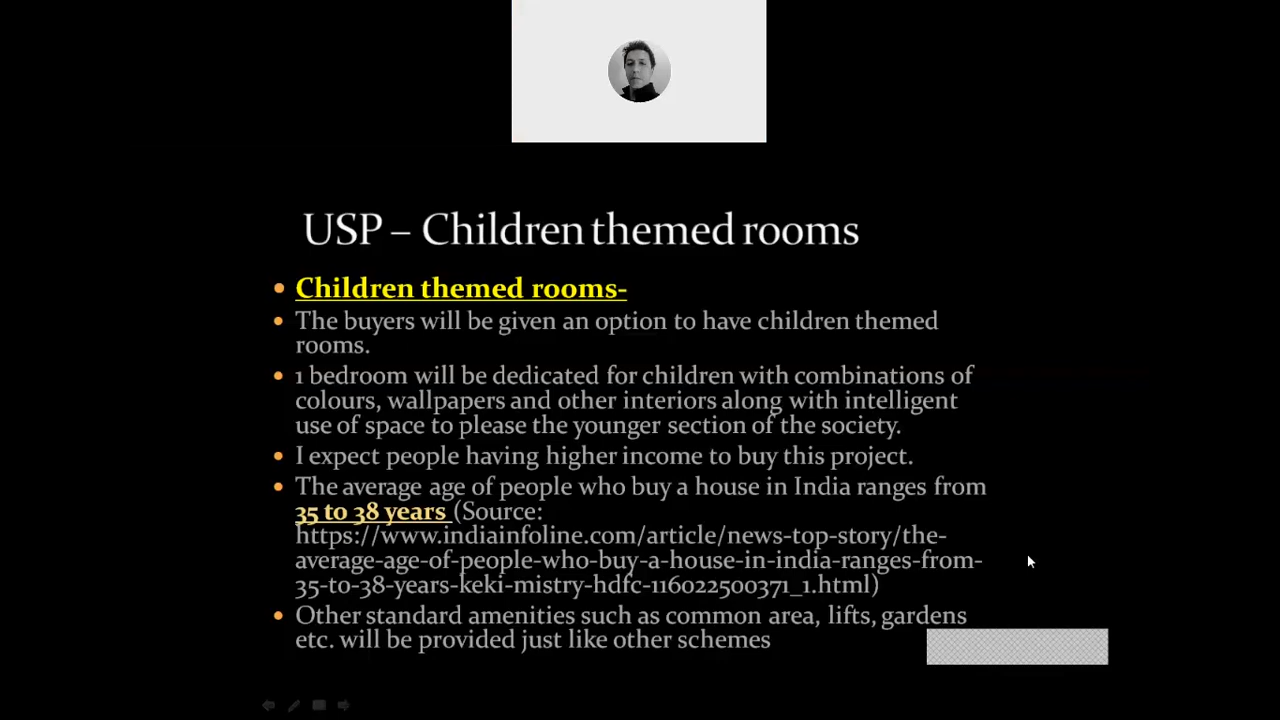 USP – Children themed rooms
Children themed rooms-
The buyers will be given an option to have children themed
rooms.
1 bedroom will be dedicated for children with combinations of
colours, wallpapers and other interiors along with intelligent
use of space to please the younger section of the society.
I expect people having higher income to buy this project.
The average age of people who buy a house in India ranges from
35 to 38 years (Source:
https://www.indiainfoline.com/article/news-top-story/the-
average-age-of-people-who-buy-a-house-in-india-ranges-from-
35-to-38-years-keki-mistry-hdfc-116022500371_1.html)
Other standard amenities such as common area, lifts, gardens
etc. will be provided just like other schemes